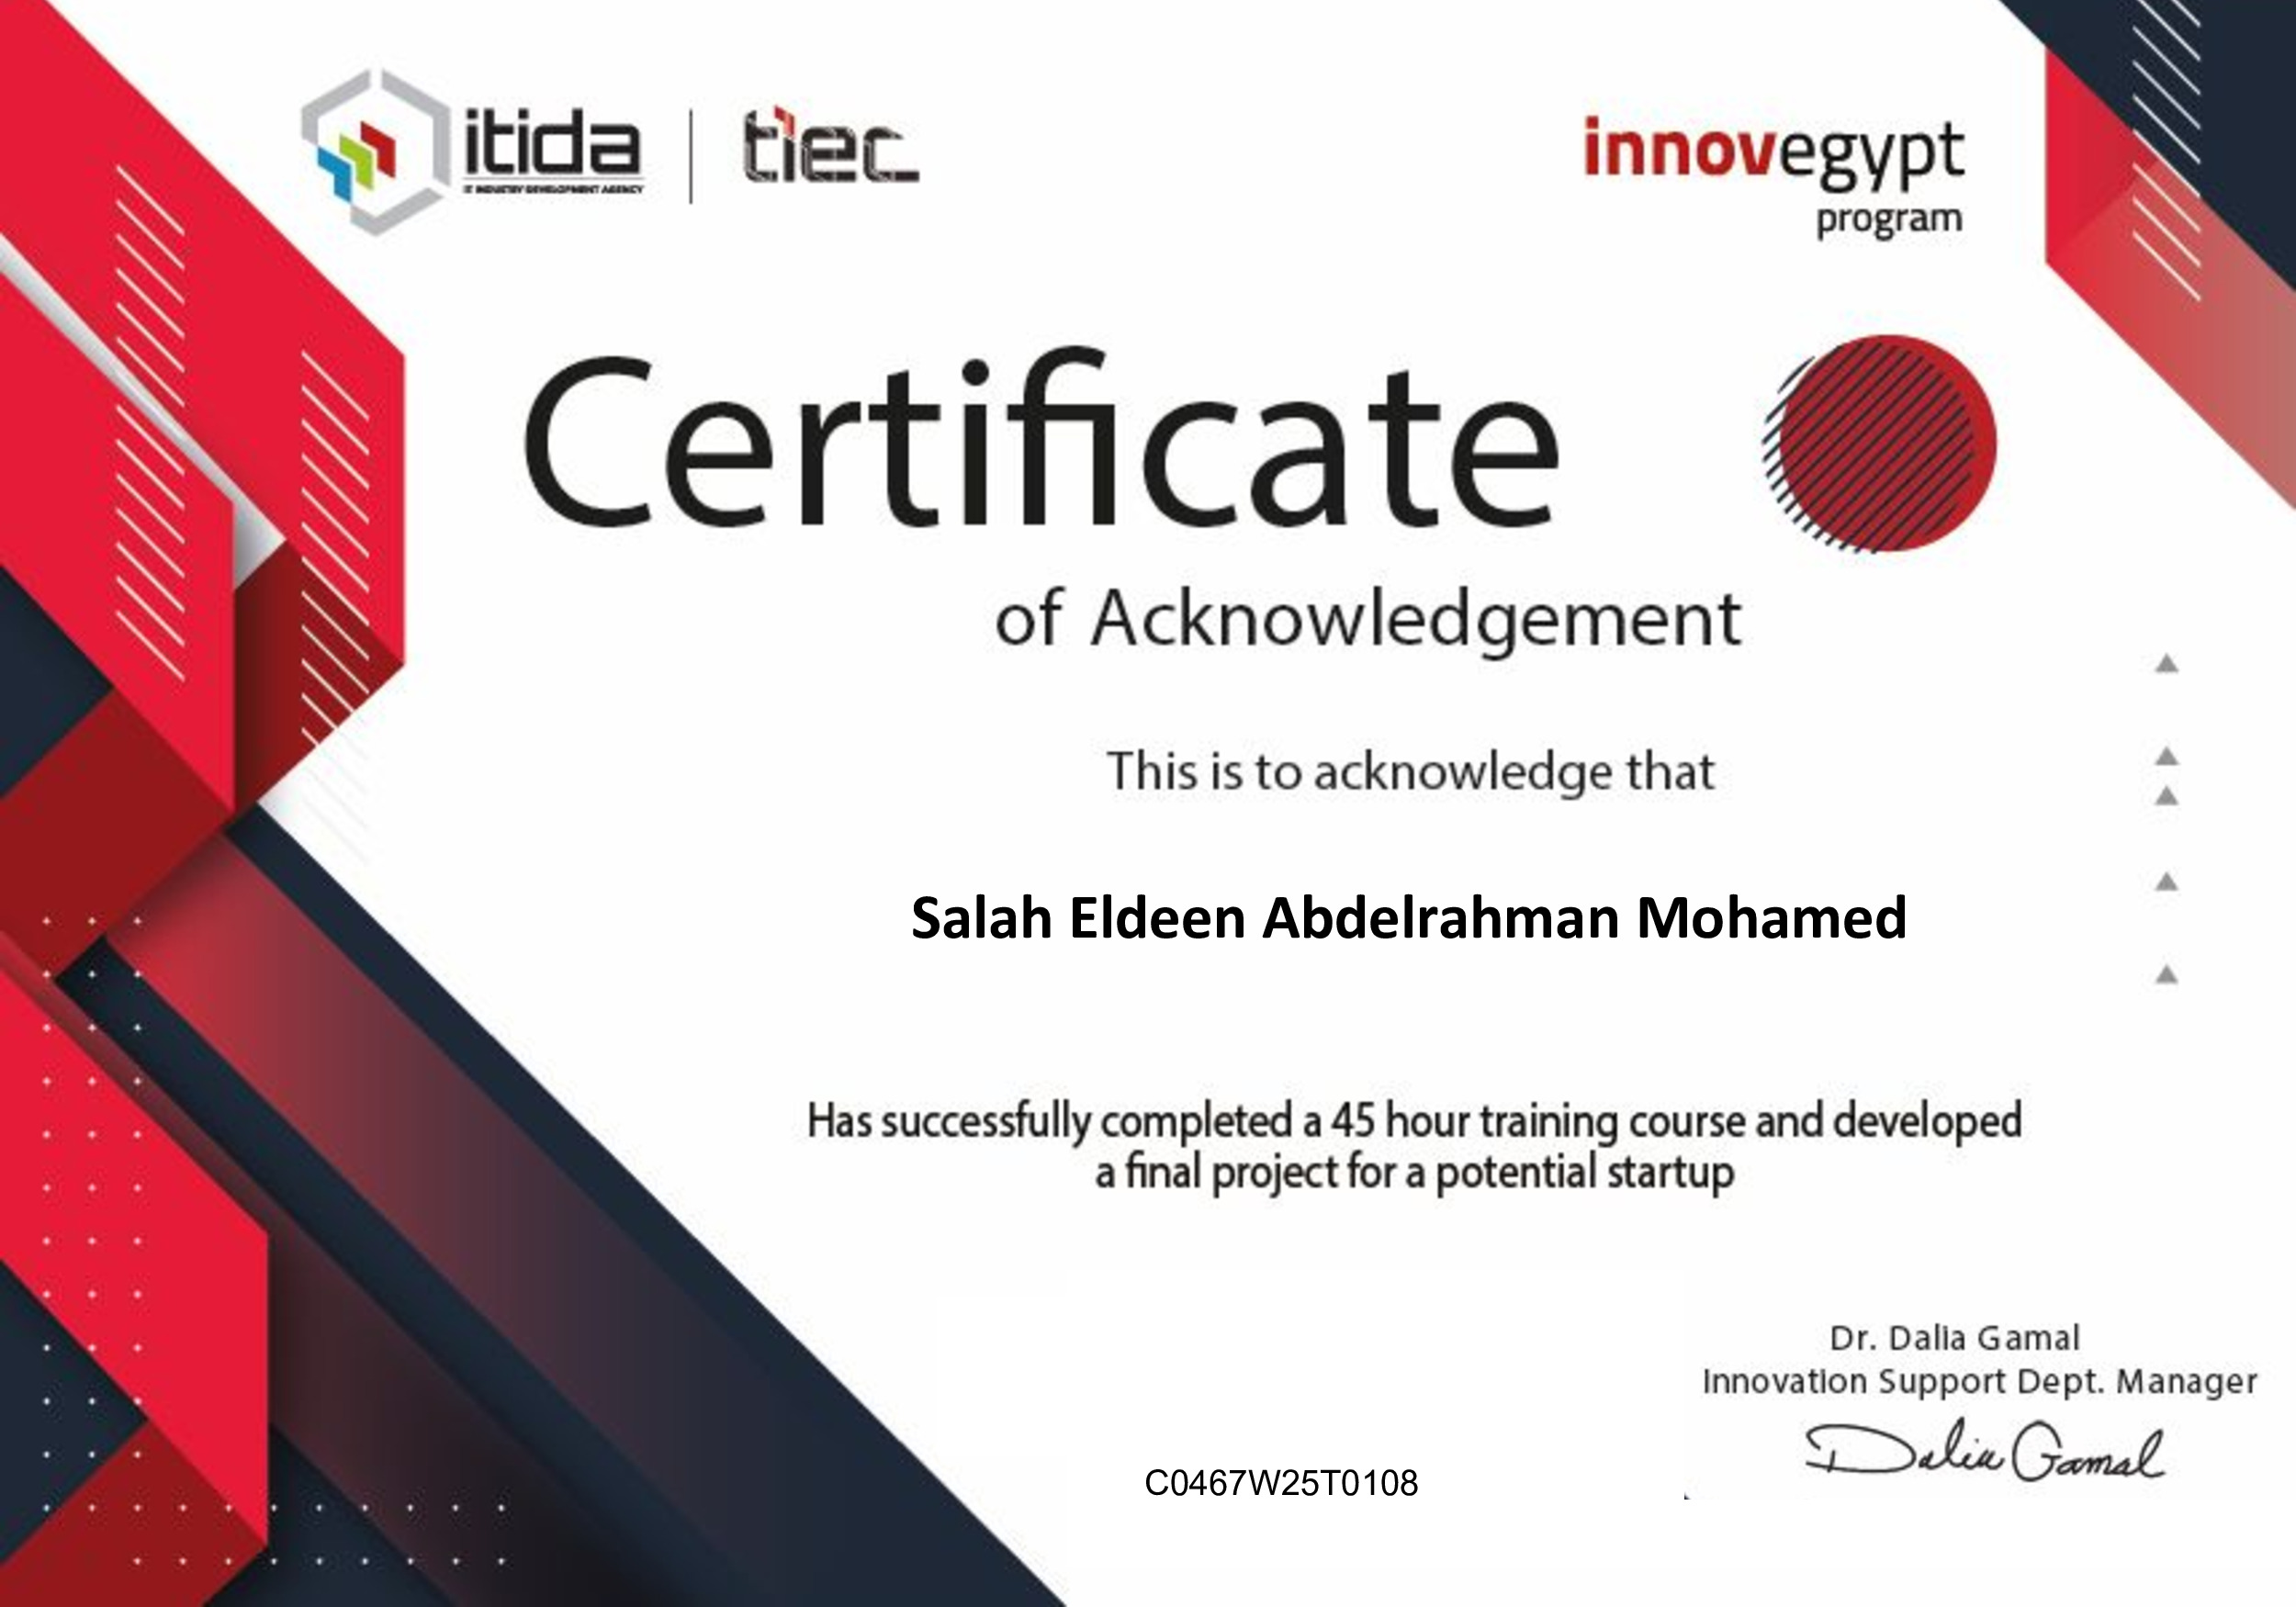 itida
IT INDUSTRY DEVELOPMENT AGENCY
tiec
innovegypt
program
Certificate
of Acknowledgement
This is to acknowledge that
Salah Eldeen Abdelrahman Mohamed
Has successfully completed a 45 hour training course and developed
a final project for a potential startup
Dr. Dalia Gamal
Innovation Support Dept. Manager
Dalia Gamal
C0467W25T0108